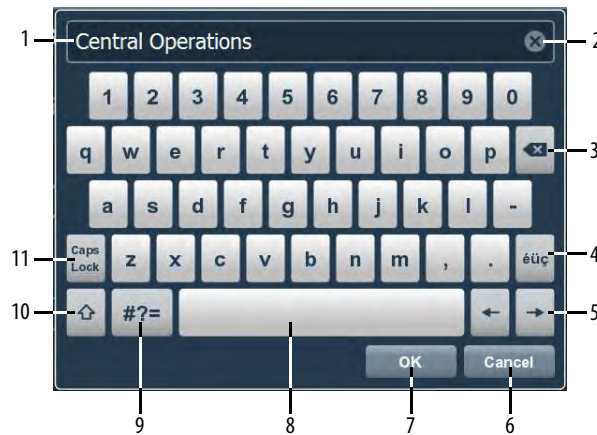 1 Central Operations 2
1 2 3 4 5 6 7 8 9 0
q w e r t y u i o p 3
a s d f g h j k l -
11 Caps Lock z x c v b n m , . éüç 4
10 #?= 5
OK Cancel
9 8 7 6